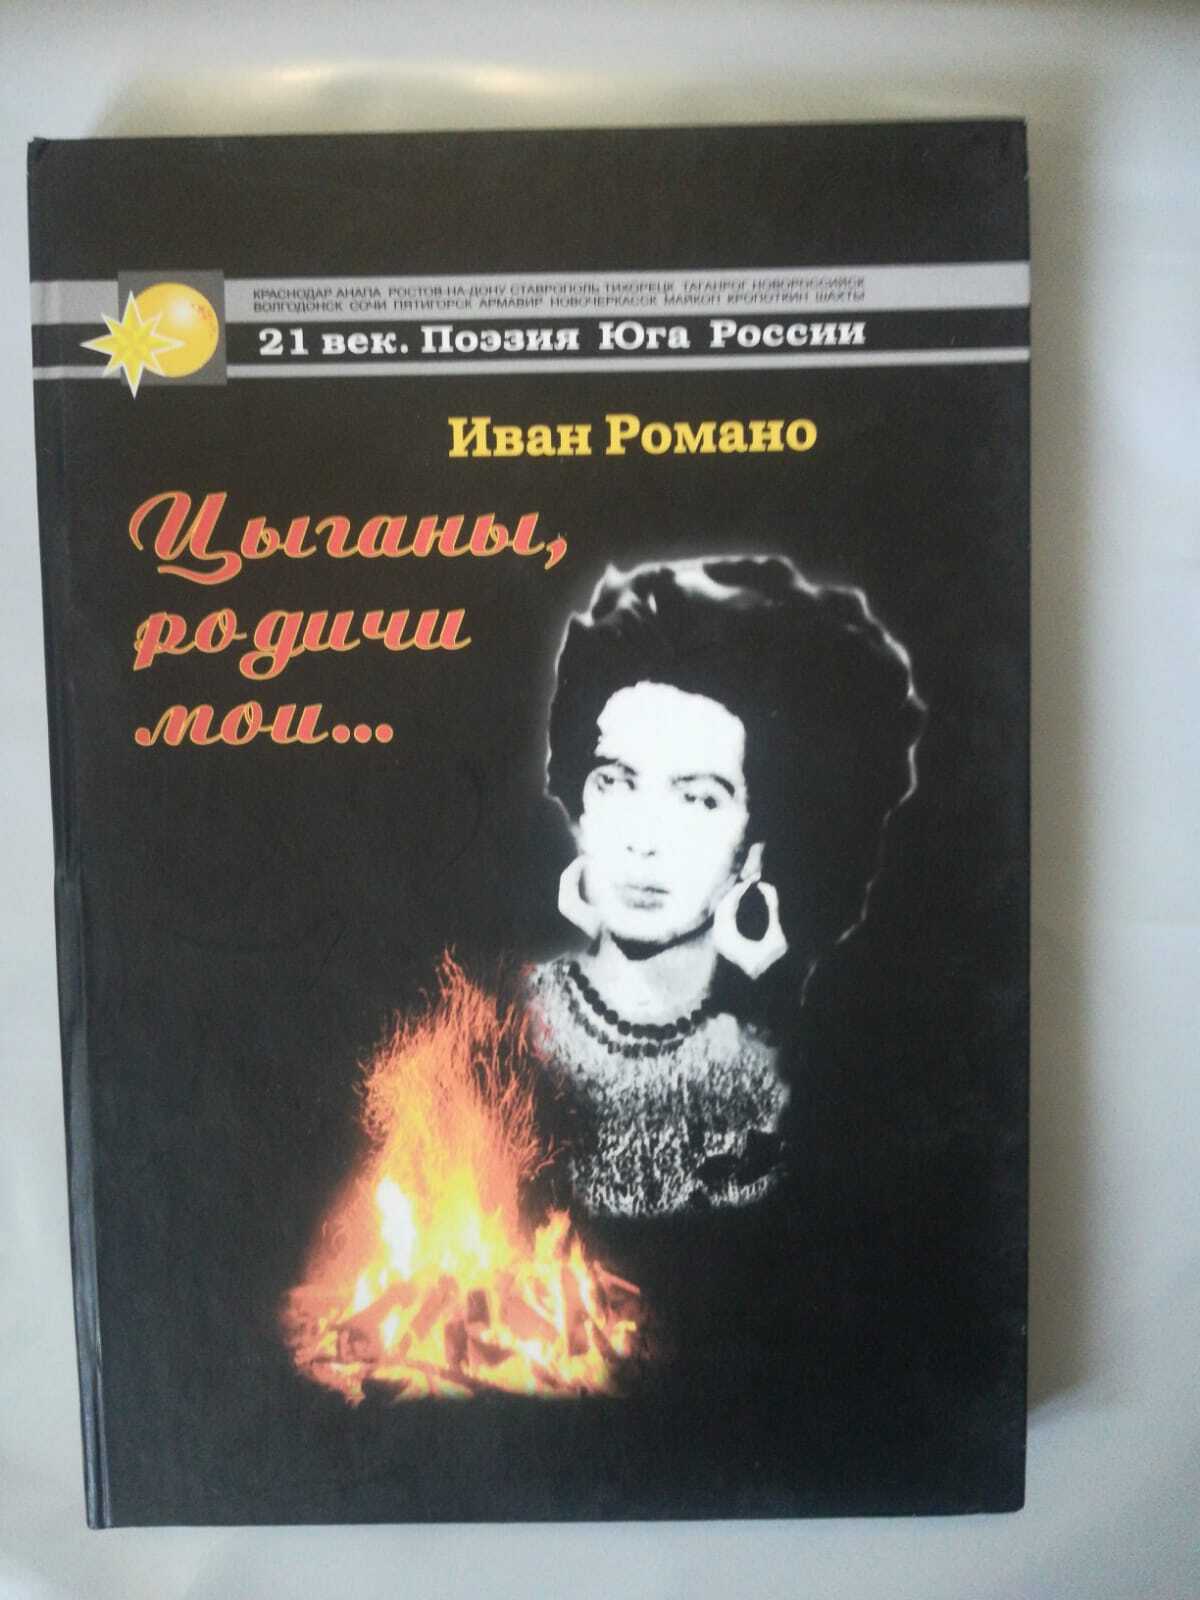 КРАСНОДАР АНАПА РОСТОВ-НА-ДОНУ СТАВРОПОЛЬ ТИХОРЕЦК ТАГАНРОГ НОВОРОССИЙСК
ВОЛГОДОНСК СОЧИ ПЯТИГОРСК АРМАВИР НОВОЧЕРКАССК МАЙКОП КРОПОТКИН ШАХТЫ
21 век. Поэзия Юга России
Иван Романо
Цыганы,
родичи
мои...